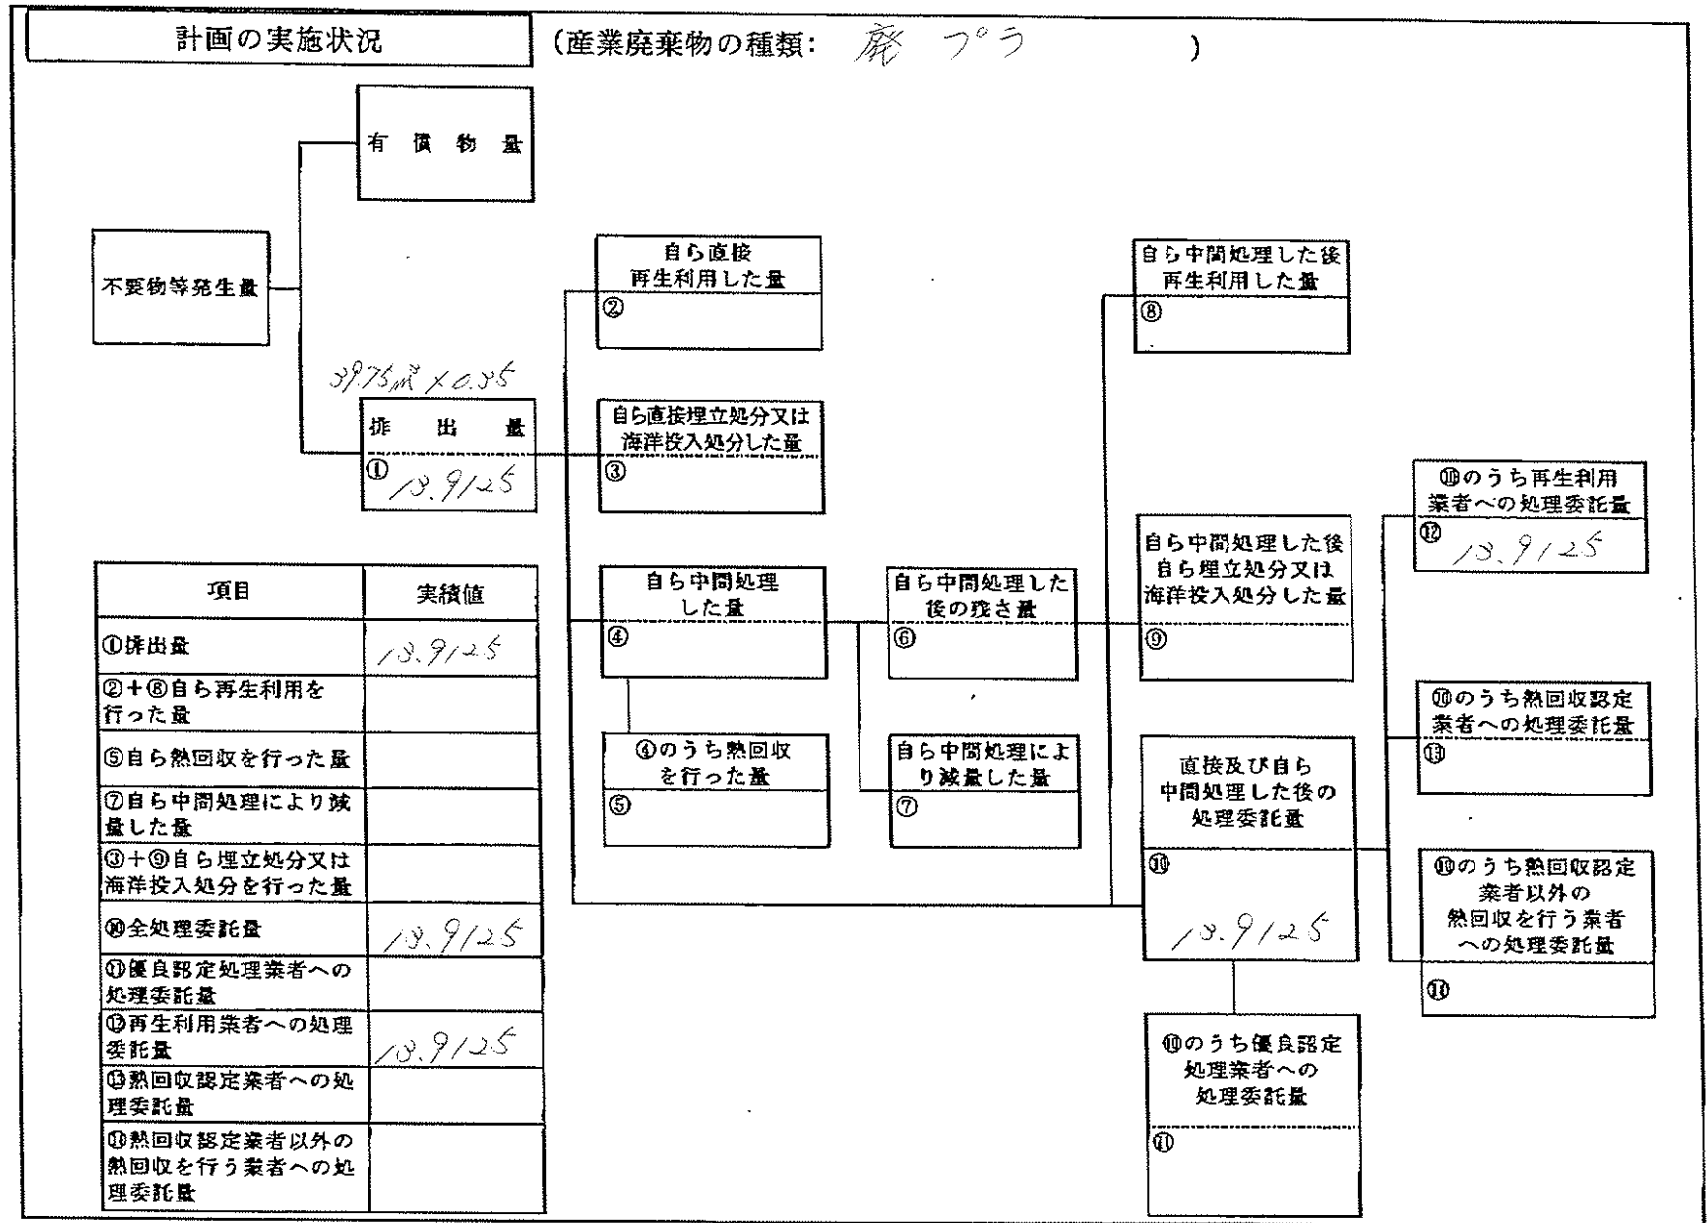 計画の実施状況 (産業廃棄物の種類: 廃プラ )
有償物量
不要物等発生量
39.75㎥×0.35
排出量
① 13.9125
自ら直接
再生利用した量
②
自ら直接埋立処分又は
海洋投入処分した量
③
自ら中間処理
した量
④
④のうち熱回収
を行った量
⑤
自ら中間処理した
後の残さ量
⑥
自ら中間処理によ
り減量した量
⑦
自ら中間処理した後
再生利用した量
⑧
自ら中間処理した後
自ら埋立処分又は
海洋投入処分した量
⑨
直接及び自ら
中間処理した後の
処理委託量
⑩
13.9125
⑩のうち優良認定
処理業者への
処理委託量
⑪
⑩のうち再生利用
業者への処理委託量
⑫ 13.9125
⑩のうち熱回収認定
業者への処理委託量
⑬
⑩のうち熱回収認定
業者以外の
熱回収を行う業者
への処理委託量
⑭
項目 実績値
①排出量 13.9125
②+⑧自ら再生利用を
行った量
⑤自ら熱回収を行った量
⑦自ら中間処理により減
量した量
③+⑨自ら埋立処分又は
海洋投入処分を行った量
⑩全処理委託量 13.9125
⑪優良認定処理業者への
処理委託量
⑫再生利用業者への処理
委託量 13.9125
⑬熱回収認定業者への処
理委託量
⑭熱回収認定業者以外の
熱回収を行う業者への処
理委託量